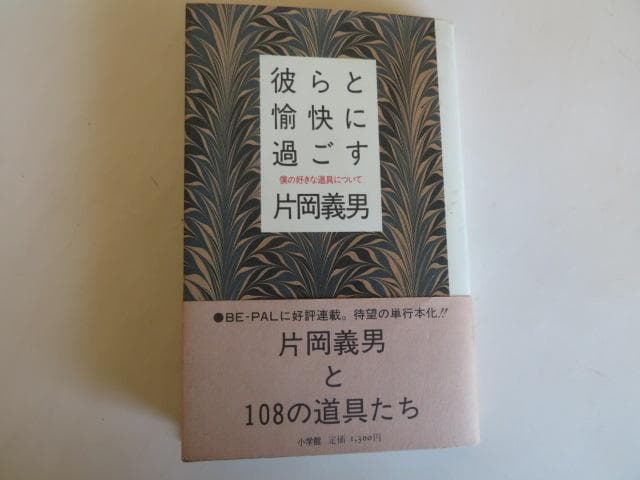 彼らと
愉快に
過ごす
僕の好きな道具について
片岡義男
●BE-PALに好評連載。待望の単行本化!!
片岡義男
と
108の道具たち
小学館 定価 1,300円